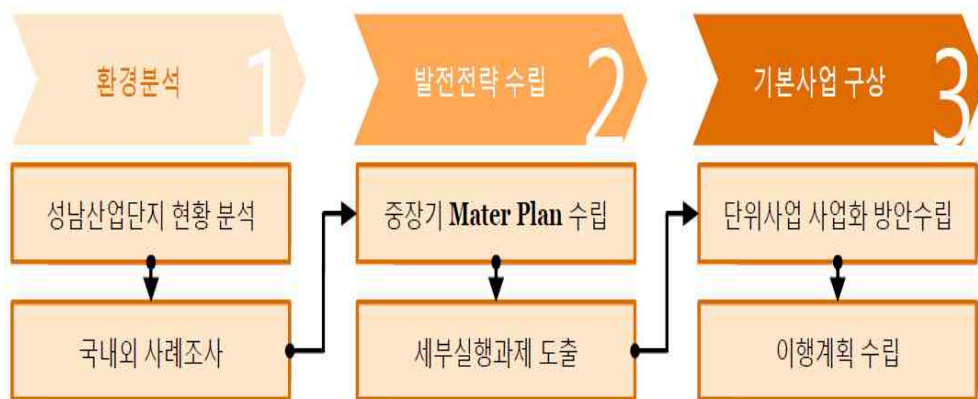 환경분석 1
발전전략 수립 2
기본사업 구상 3
성남산업단지 현황 분석
국내외 사례조사
중장기 Mater Plan 수립
세부실행과제 도출
단위사업 사업화 방안수립
이행계획 수립